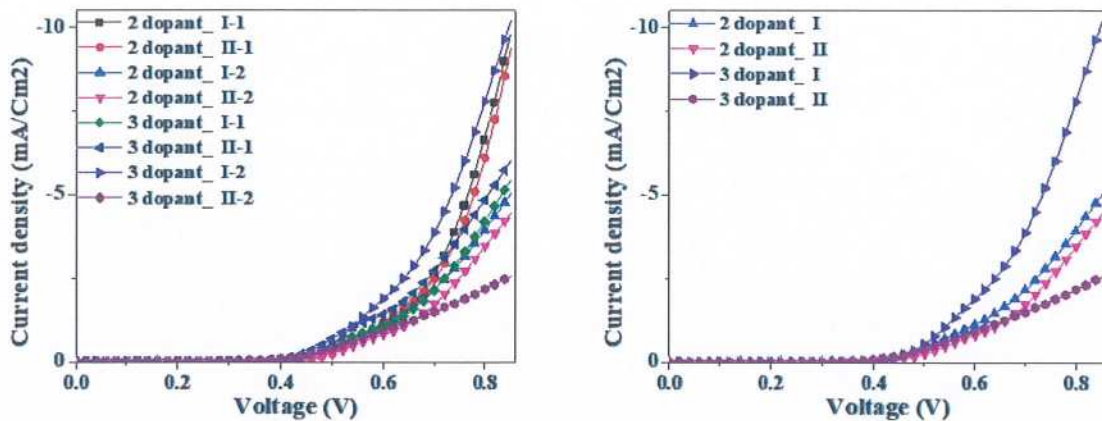 -10
-5
0
0.0
0.2
0.4
0.6
0.8
Current density (mA/Cm2)
Voltage (V)
2 dopant_ I-1
2 dopant_ II-1
2 dopant_ I-2
2 dopant_ II-2
3 dopant_ I-1
3 dopant_ II-1
3 dopant_ I-2
3 dopant_ II-2
-10
-5
0
0.0
0.2
0.4
0.6
0.8
Current density (mA/Cm2)
Voltage (V)
2 dopant_ I
2 dopant_ II
3 dopant_ I
3 dopant_ II